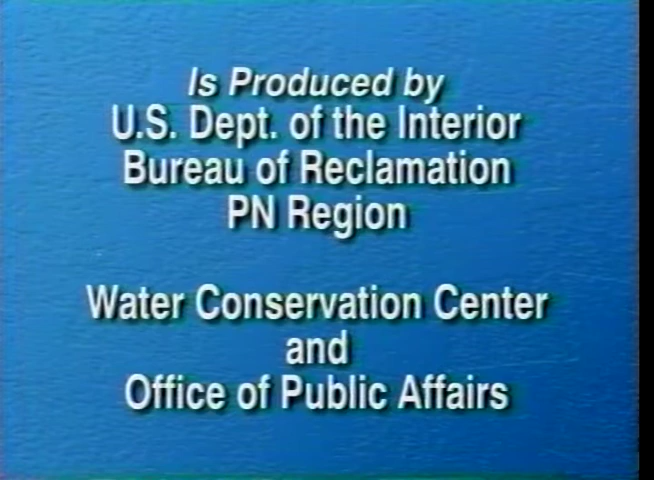 Is Produced by
U.S. Dept. of the Interior
Bureau of Reclamation
PN Region
Water Conservation Center
and
Office of Public Affairs